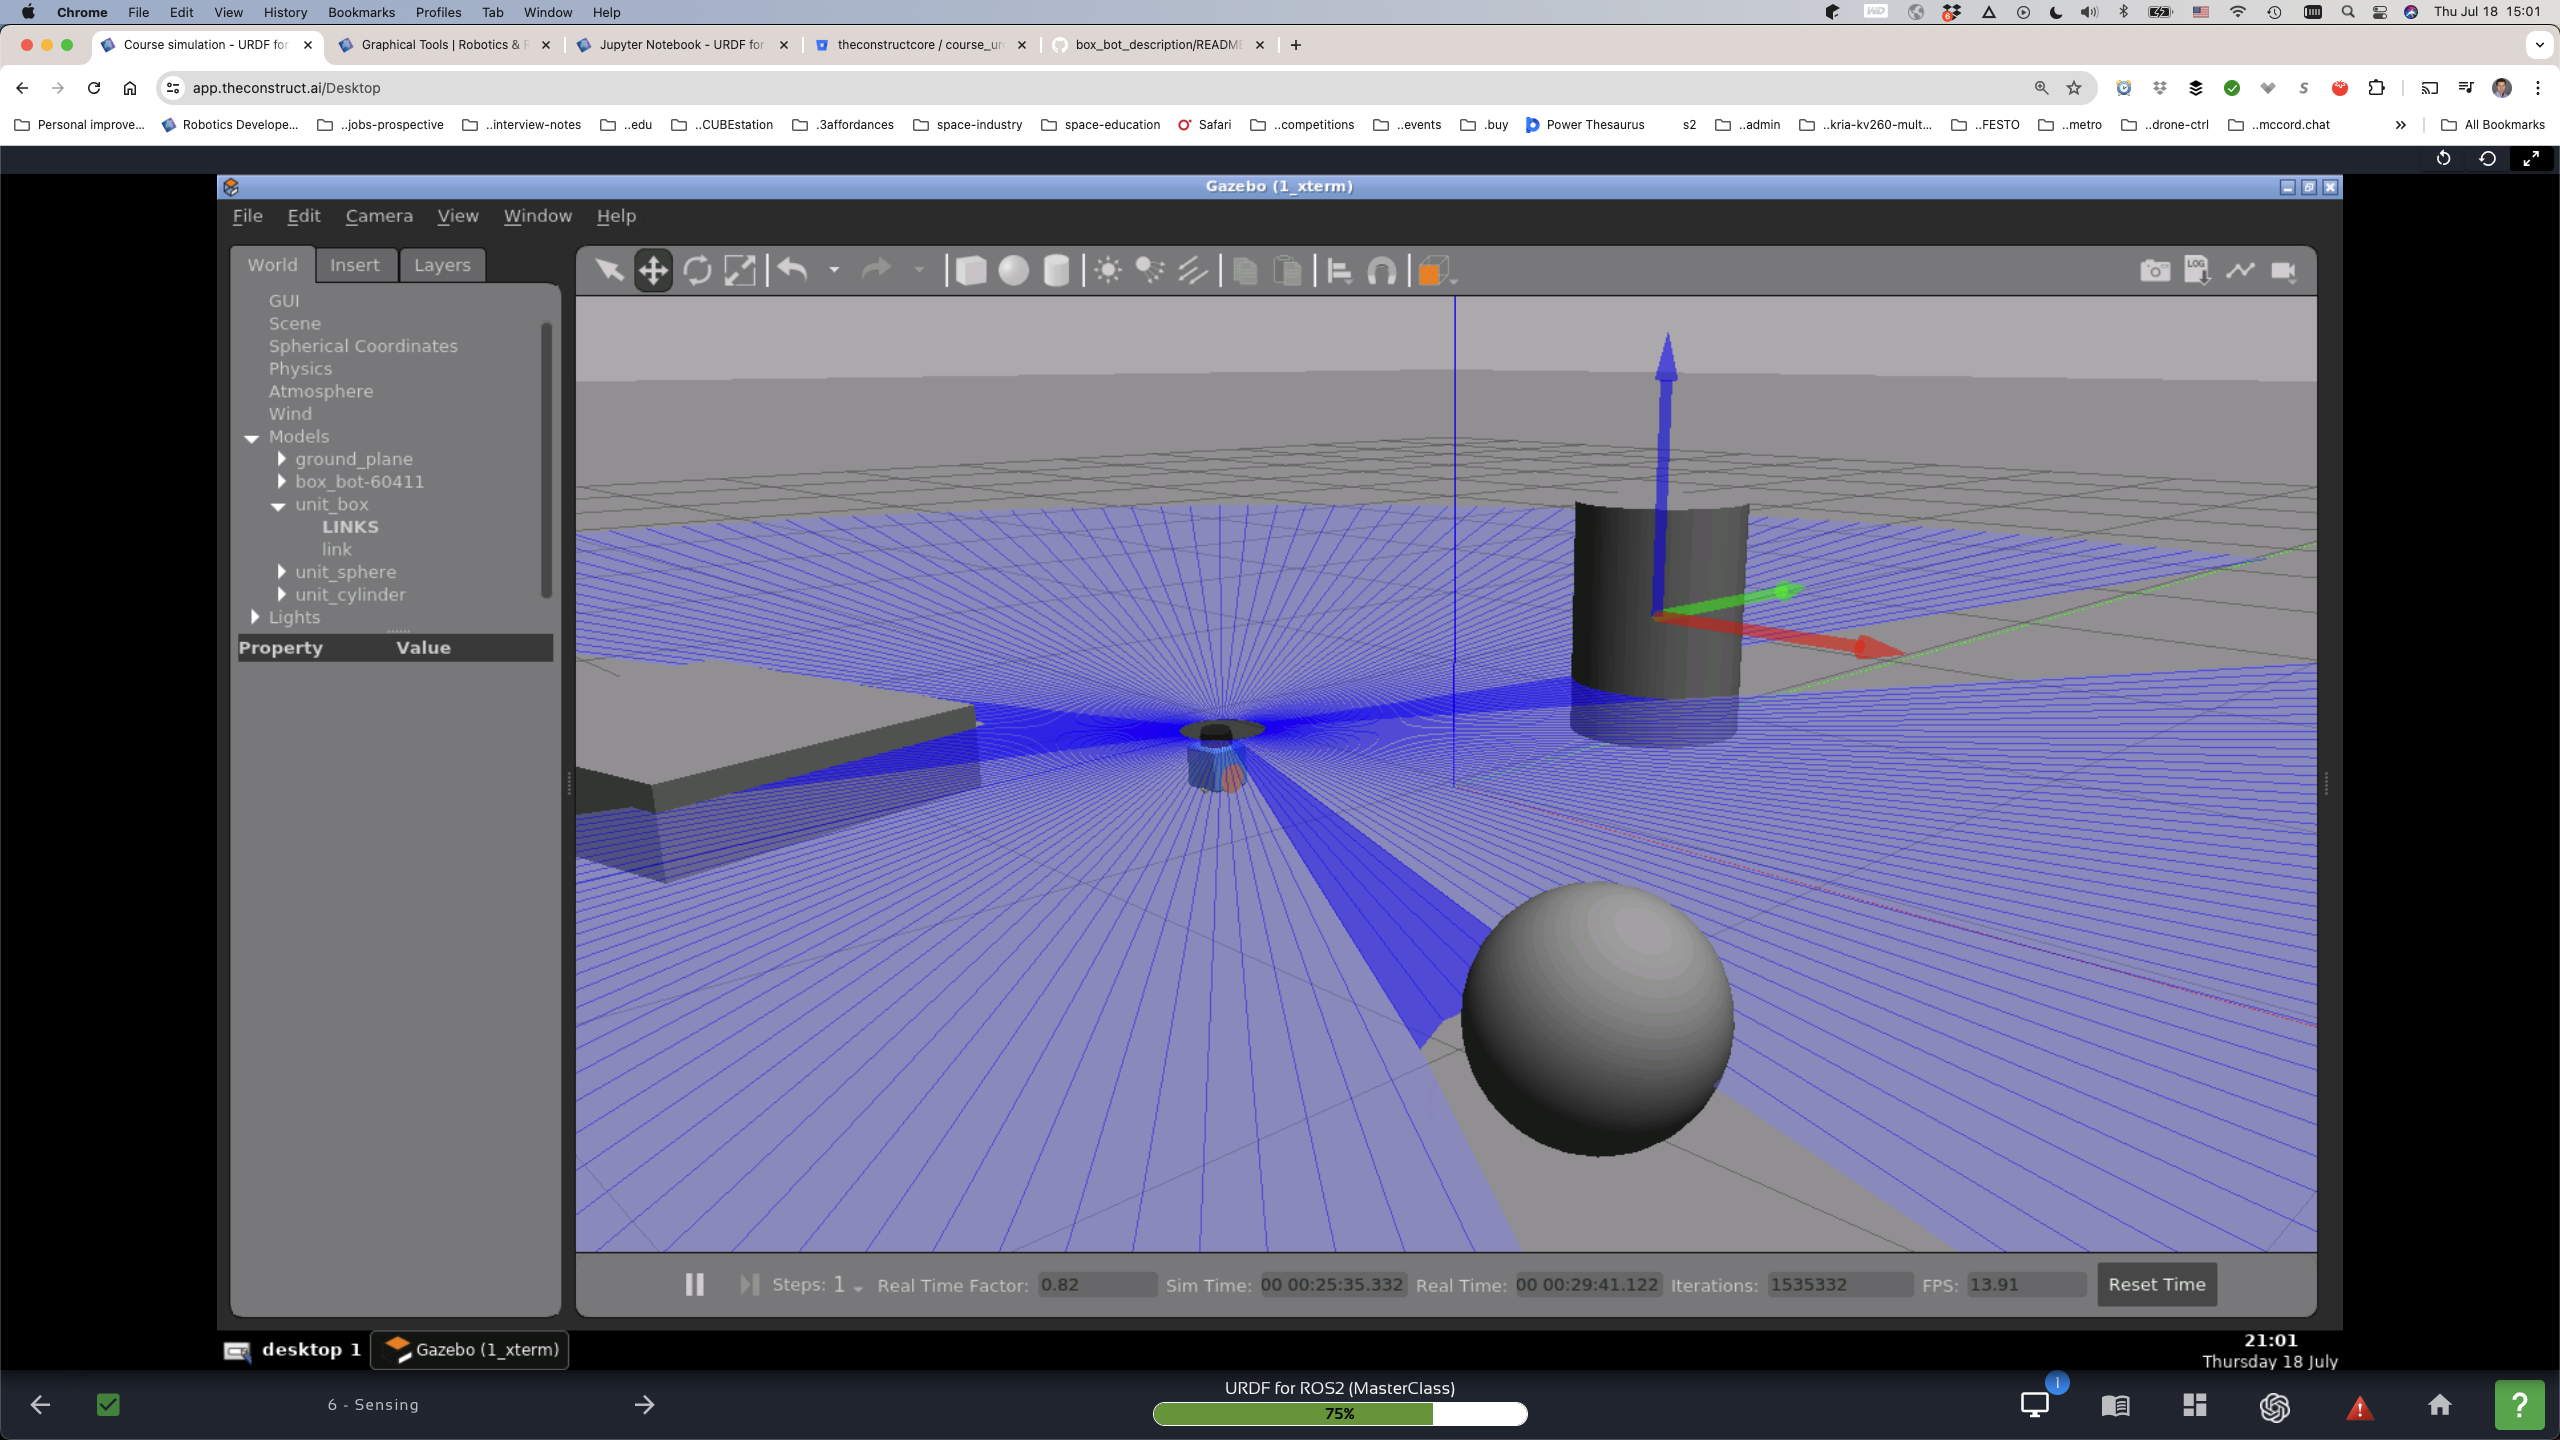 Chrome File Edit View History Bookmarks Profiles Tab Window Help Thu Jul 18 15:01
Course simulation - URDF for Graphical Tools | Robotics & Jupyter Notebook - URDF for theconstructcore / course_ur box_bot_description/README
app.theconstruct.ai/Desktop
Personal improve... Robotics Develope... ..jobs-prospective ..interview-notes ..edu ..CUBEstation .3affordances space-industry space-education Safari ..competitions ..events .buy Power Thesaurus s2 ..admin ..kria-kv260-mult... ..FESTO ..metro ..drone-ctrl ..mccord.chat » All Bookmarks
Gazebo (1_xterm)
File Edit Camera View Window Help
World Insert Layers
LOG
GUI
Scene
Spherical Coordinates
Physics
Atmosphere
Wind
Models
ground_plane
box_bot-60411
unit_box
LINKS
link
unit_sphere
unit_cylinder
Lights
Property Value
Steps: 1 Real Time Factor: 0.82 Sim Time: 00 00:25:35.332 Real Time: 00 00:29:41.122 Iterations: 1535332 FPS: 13.91 Reset Time
desktop 1 Gazebo (1_xterm)
21:01
Thursday 18 July
6 - Sensing
URDF for ROS2 (MasterClass)
75%
1
?